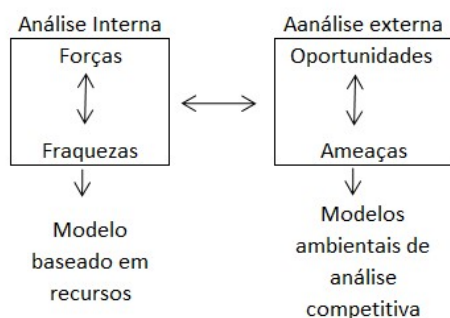 Análise Interna
Forças
Fraquezas
Modelo
baseado em
recursos
Aanálise externa
Oportunidades
Ameaças
Modelos
ambientais de
análise
competitiva